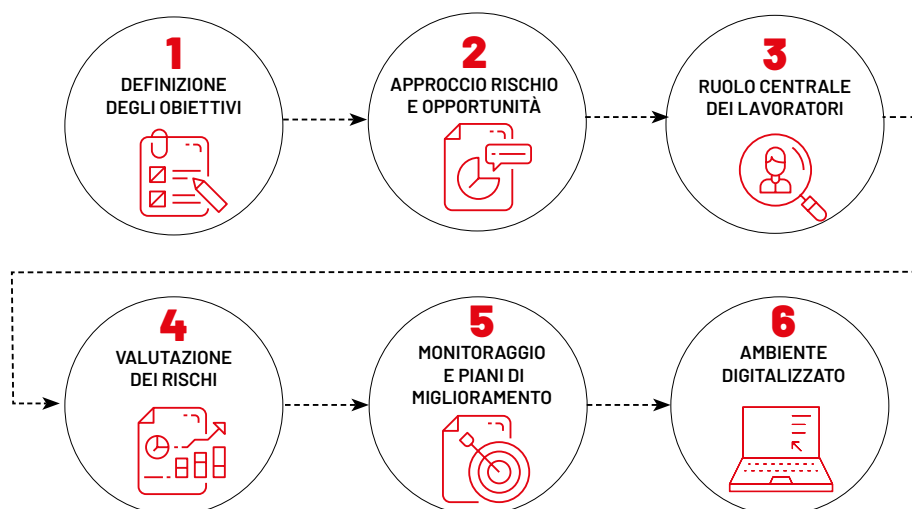 1
DEFINIZIONE
DEGLI OBIETTIVI
2
APPROCCIO RISCHIO
E OPPORTUNITÀ
3
RUOLO CENTRALE
DEI LAVORATORI
4
VALUTAZIONE
DEI RISCHI
5
MONITORAGGIO
E PIANI DI
MIGLIORAMENTO
6
AMBIENTE
DIGITALIZZATO